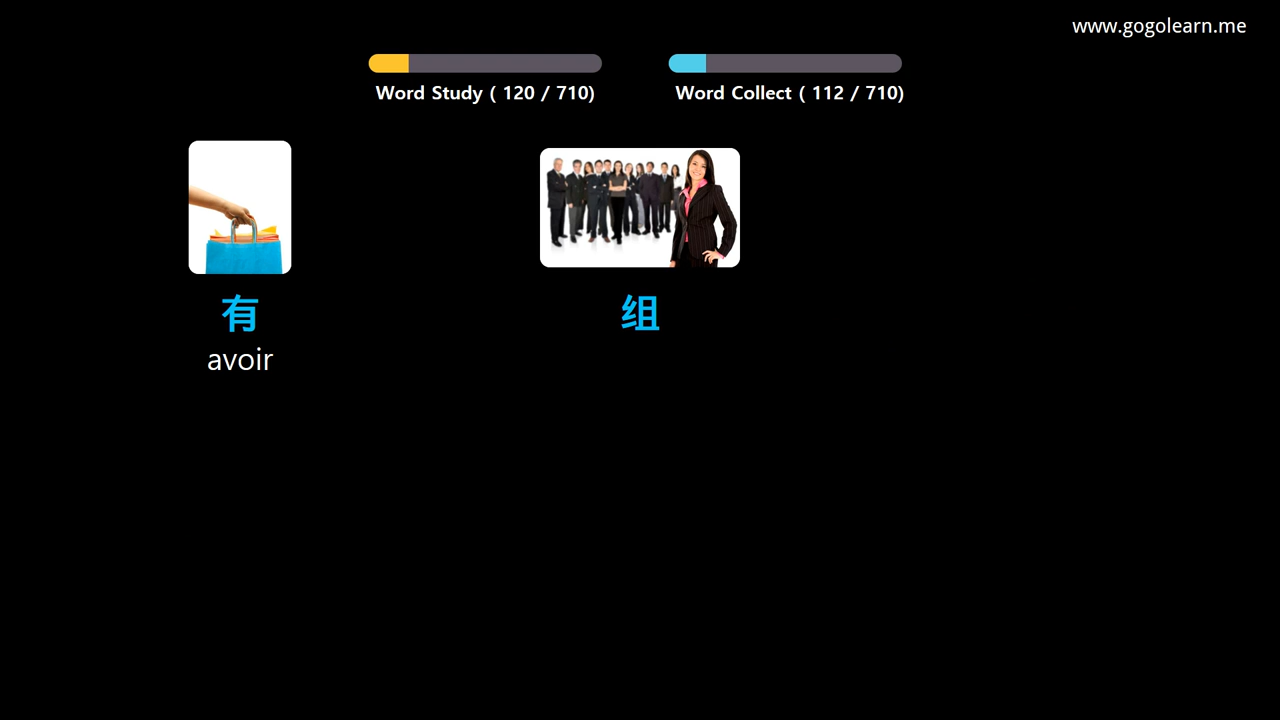 www.gogolearn.me
Word Study ( 120 / 710)
Word Collect ( 112 / 710)
有
组
avoir